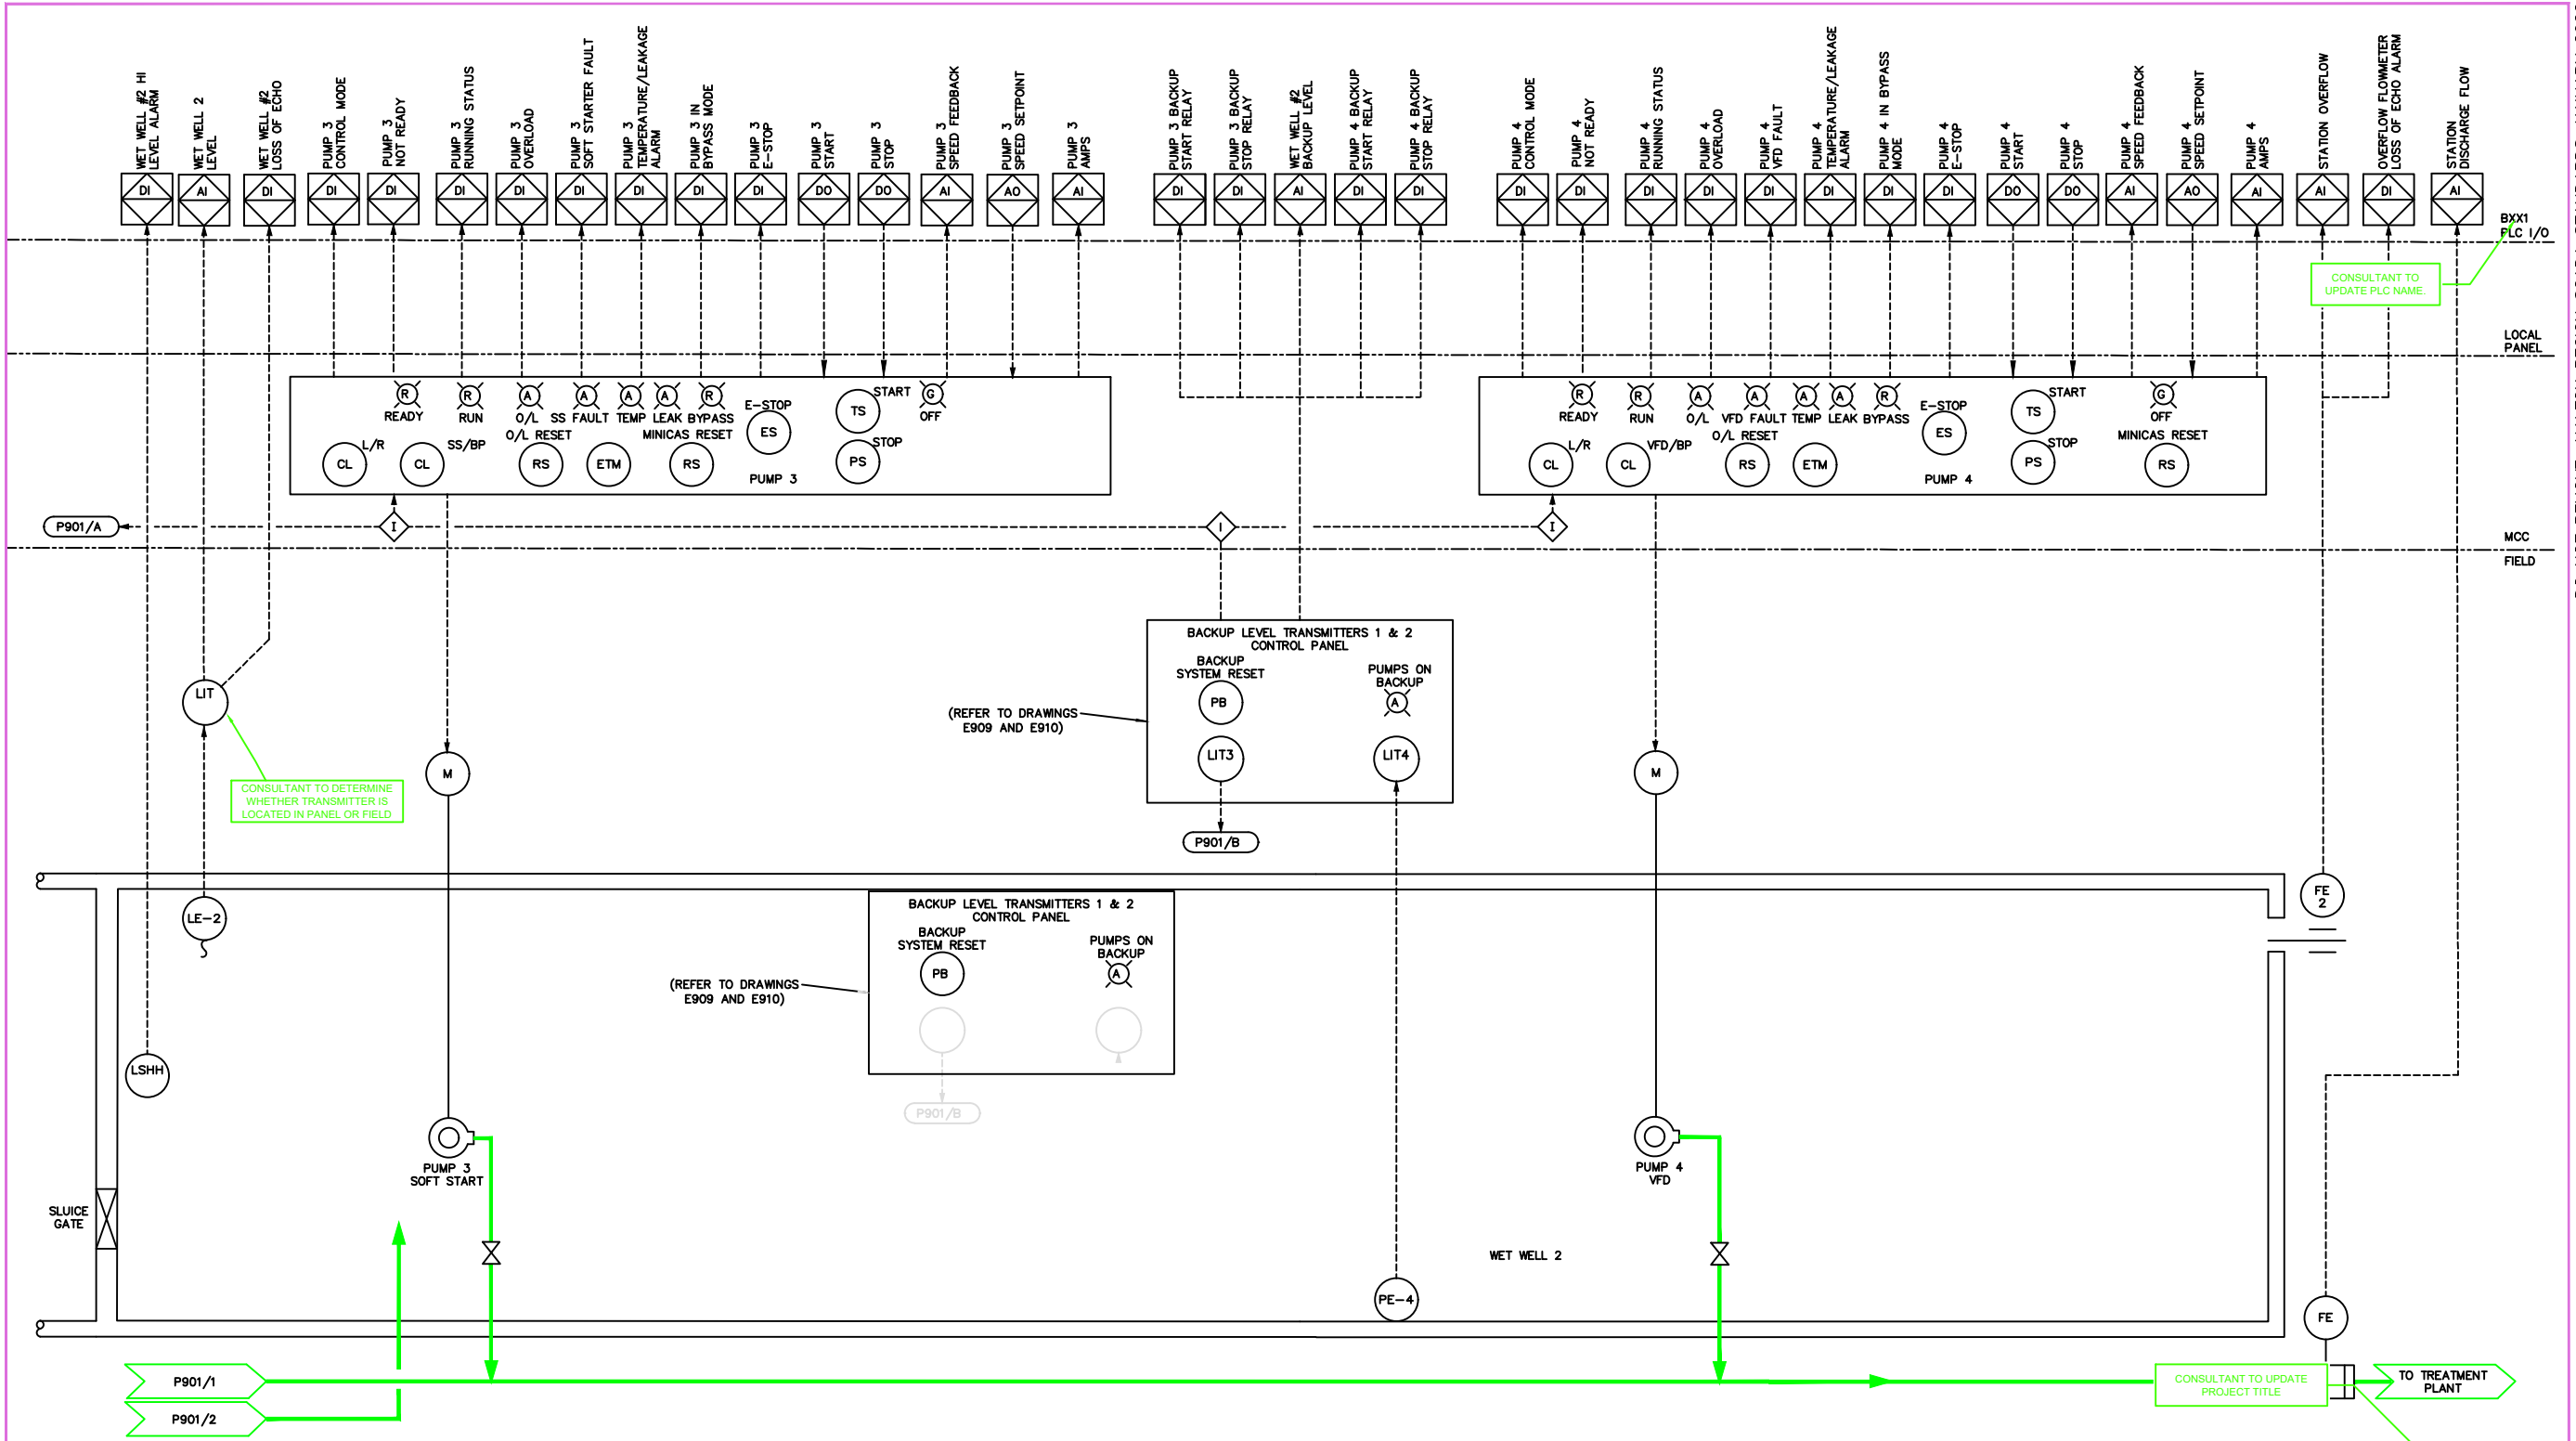 WET WELL #2 HI
LEVEL ALARM
WET WELL 2
LEVEL
WET WELL #2
LOSS OF ECHO
PUMP 3
CONTROL MODE
PUMP 3
NOT READY
PUMP 3
RUNNING STATUS
PUMP 3
OVERLOAD
PUMP 3
SOFT STARTER FAULT
PUMP 3
TEMPERATURE/LEAKAGE
ALARM
PUMP 3 IN
BYPASS MODE
PUMP 3
E-STOP
PUMP 3
START
PUMP 3
STOP
PUMP 3
SPEED FEEDBACK
PUMP 3
SPEED SETPOINT
PUMP 3
AMPS
PUMP 3 BACKUP
START RELAY
PUMP 3 BACKUP
STOP RELAY
WET WELL #2
BACKUP LEVEL
PUMP 4 BACKUP
START RELAY
PUMP 4 BACKUP
STOP RELAY
PUMP 4
CONTROL MODE
PUMP 4
NOT READY
PUMP 4
RUNNING STATUS
PUMP 4
OVERLOAD
PUMP 4
VFD FAULT
PUMP 4
TEMPERATURE/LEAKAGE
ALARM
PUMP 4 IN BYPASS
MODE
PUMP 4
E-STOP
PUMP 4
START
PUMP 4
STOP
PUMP 4
SPEED FEEDBACK
PUMP 4
SPEED SETPOINT
PUMP 4
AMPS
STATION OVERFLOW
OVERFLOW FLOWMETER
LOSS OF ECHO ALARM
STATION
DISCHARGE FLOW
DI AI DI DI DI DI DI DI DI DI DI DO DO AI AO AI DI DI AI DI DI DI DI DI DI DI DI DI DI DO DO AI AO AI AI DI AI
BXX1
PLC I/O
CONSULTANT TO
UPDATE PLC NAME.
LOCAL
PANEL
R R A A A A R G
READY RUN O/L SS FAULT TEMP LEAK BYPASS OFF
E-STOP
ES
TS START
O/L RESET MINICAS RESET
CL L/R
CL SS/BP
RS ETM RS
PS STOP
PUMP 3
R R A A A A R G
READY RUN O/L VFD FAULT TEMP LEAK BYPASS OFF
E-STOP
ES
TS START
O/L RESET MINICAS RESET
CL L/R
CL VFD/BP
RS ETM
PS STOP
RS
PUMP 4
P901/A
I I I
MCC
FIELD
BACKUP LEVEL TRANSMITTERS 1 & 2
CONTROL PANEL
BACKUP
SYSTEM RESET
PUMPS ON
BACKUP
PB
A
LIT3
LIT4
(REFER TO DRAWINGS
E909 AND E910)
P901/B
LIT
CONSULTANT TO DETERMINE
WHETHER TRANSMITTER IS
LOCATED IN PANEL OR FIELD
M
M
LE-2
FE
2
BACKUP LEVEL TRANSMITTERS 1 & 2
CONTROL PANEL
BACKUP
SYSTEM RESET
PUMPS ON
BACKUP
PB
A
(REFER TO DRAWINGS
E909 AND E910)
P901/B
LSHH
PUMP 3
SOFT START
PUMP 4
VFD
SLUICE
GATE
WET WELL 2
PE-4
FE
P901/1
P901/2
CONSULTANT TO UPDATE
PROJECT TITLE
TO TREATMENT
PLANT